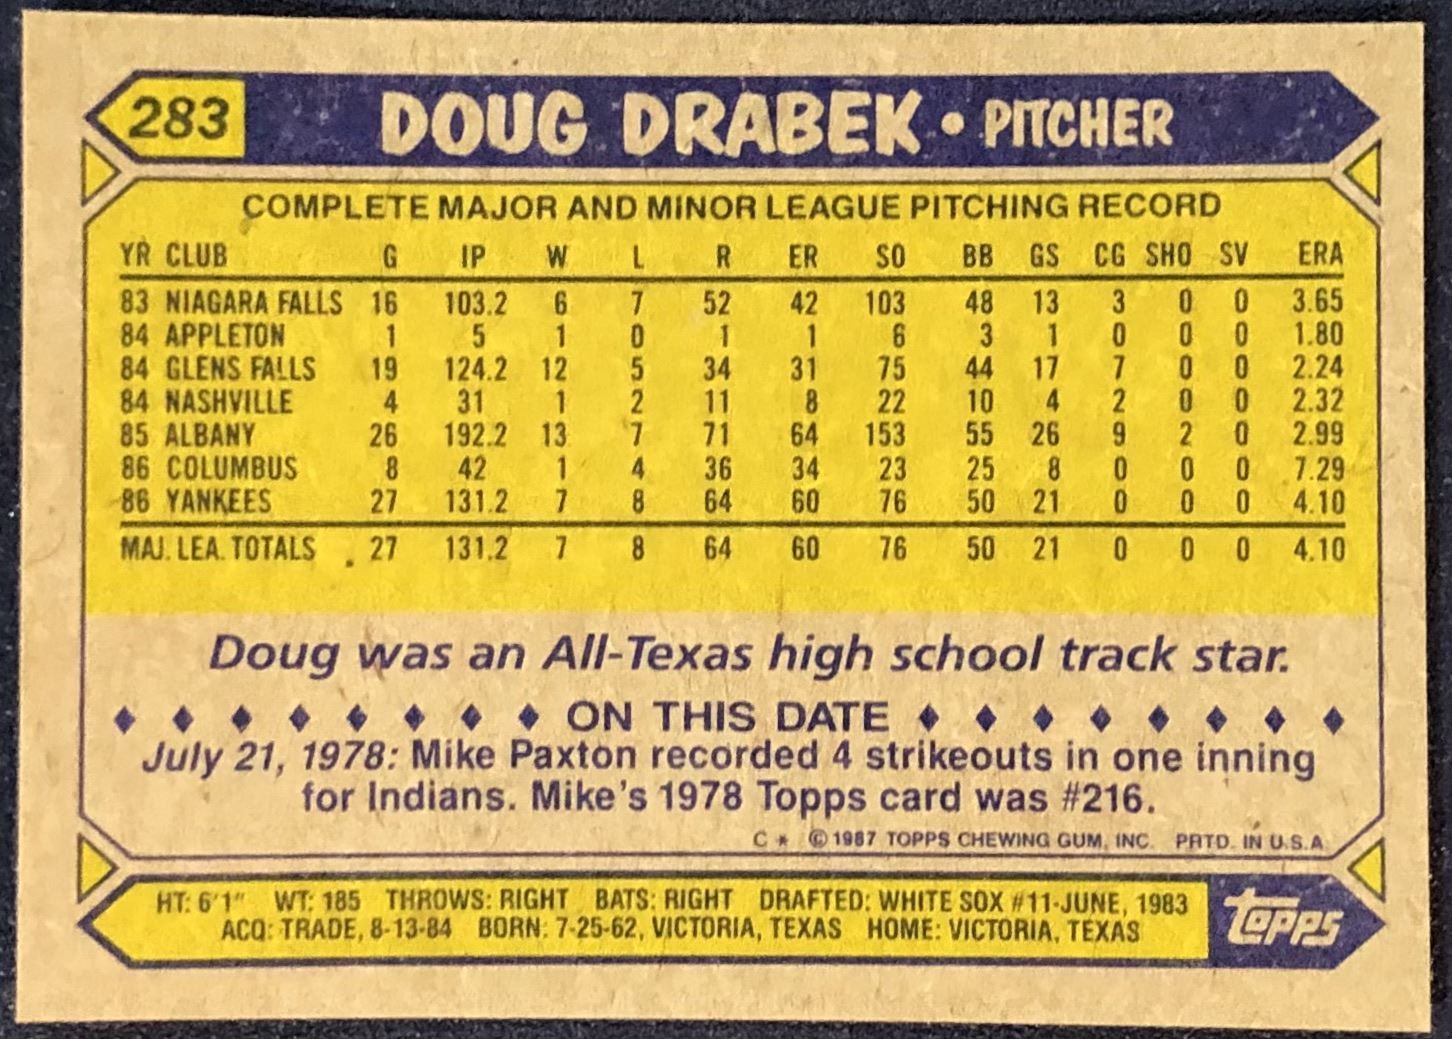 283 DOUG DRABEK • PITCHER
COMPLETE MAJOR AND MINOR LEAGUE PITCHING RECORD
YR CLUB G IP W L R ER SO BB GS CG SHO SV ERA
83 NIAGARA FALLS 16 103.2 6 7 52 42 103 48 13 3 0 0 3.65
84 APPLETON 1 5 1 0 1 1 6 3 1 0 0 0 1.80
84 GLENS FALLS 19 124.2 12 5 34 31 75 44 17 7 0 0 2.24
84 NASHVILLE 4 31 1 2 11 8 22 10 4 2 0 0 2.32
85 ALBANY 26 192.2 13 7 71 64 153 55 26 9 2 0 2.99
86 COLUMBUS 8 42 1 4 36 34 23 25 8 0 0 0 7.29
86 YANKEES 27 131.2 7 8 64 60 76 50 21 0 0 0 4.10
MAJ. LEA. TOTALS 27 131.2 7 8 64 60 76 50 21 0 0 0 4.10
Doug was an All-Texas high school track star.
♦ ♦ ♦ ♦ ♦ ♦ ♦ ♦ ON THIS DATE ♦ ♦ ♦ ♦ ♦ ♦ ♦ ♦
July 21, 1978: Mike Paxton recorded 4 strikeouts in one inning
for Indians. Mike's 1978 Topps card was #216.
C * © 1987 TOPPS CHEWING GUM, INC. PRTD. IN U.S.A.
HT: 6'1" WT: 185 THROWS: RIGHT BATS: RIGHT DRAFTED: WHITE SOX #11-JUNE, 1983
ACQ: TRADE, 8-13-84 BORN: 7-25-62, VICTORIA, TEXAS HOME: VICTORIA, TEXAS
topps